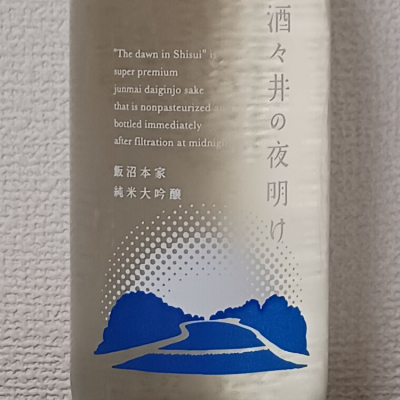 酒々井の夜明け
"The dawn in Shisui" is
super premium
junmai daiginjo sake
that is nonpasteurized
bottled immediately
after filtration at midnight
飯沼本家
純米大吟醸